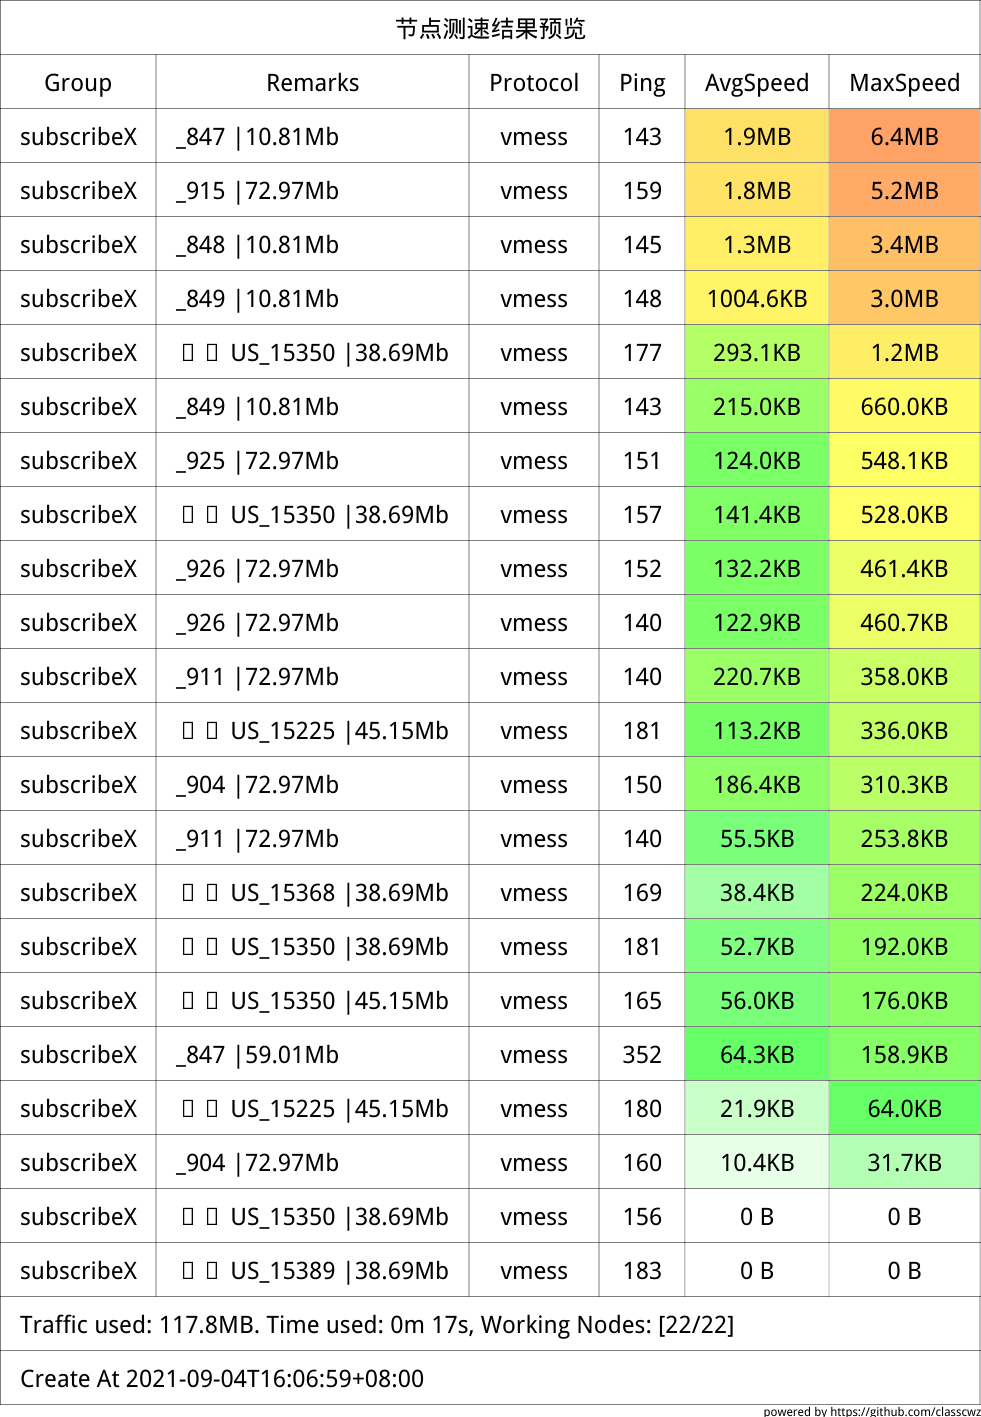 节点测速结果预览
Group Remarks Protocol Ping AvgSpeed MaxSpeed
subscribeX _847 |10.81Mb vmess 143 1.9MB 6.4MB
subscribeX _915 |72.97Mb vmess 159 1.8MB 5.2MB
subscribeX _848 |10.81Mb vmess 145 1.3MB 3.4MB
subscribeX _849 |10.81Mb vmess 148 1004.6KB 3.0MB
subscribeX US_15350 |38.69Mb vmess 177 293.1KB 1.2MB
subscribeX _849 |10.81Mb vmess 143 215.0KB 660.0KB
subscribeX _925 |72.97Mb vmess 151 124.0KB 548.1KB
subscribeX US_15350 |38.69Mb vmess 157 141.4KB 528.0KB
subscribeX _926 |72.97Mb vmess 152 132.2KB 461.4KB
subscribeX _926 |72.97Mb vmess 140 122.9KB 460.7KB
subscribeX _911 |72.97Mb vmess 140 220.7KB 358.0KB
subscribeX US_15225 |45.15Mb vmess 181 113.2KB 336.0KB
subscribeX _904 |72.97Mb vmess 150 186.4KB 310.3KB
subscribeX _911 |72.97Mb vmess 140 55.5KB 253.8KB
subscribeX US_15368 |38.69Mb vmess 169 38.4KB 224.0KB
subscribeX US_15350 |38.69Mb vmess 181 52.7KB 192.0KB
subscribeX US_15350 |45.15Mb vmess 165 56.0KB 176.0KB
subscribeX _847 |59.01Mb vmess 352 64.3KB 158.9KB
subscribeX US_15225 |45.15Mb vmess 180 21.9KB 64.0KB
subscribeX _904 |72.97Mb vmess 160 10.4KB 31.7KB
subscribeX US_15350 |38.69Mb vmess 156 0 B 0 B
subscribeX US_15389 |38.69Mb vmess 183 0 B 0 B
Traffic used: 117.8MB. Time used: 0m 17s, Working Nodes: [22/22]
Create At 2021-09-04T16:06:59+08:00
powered by https://github.com/classcwz